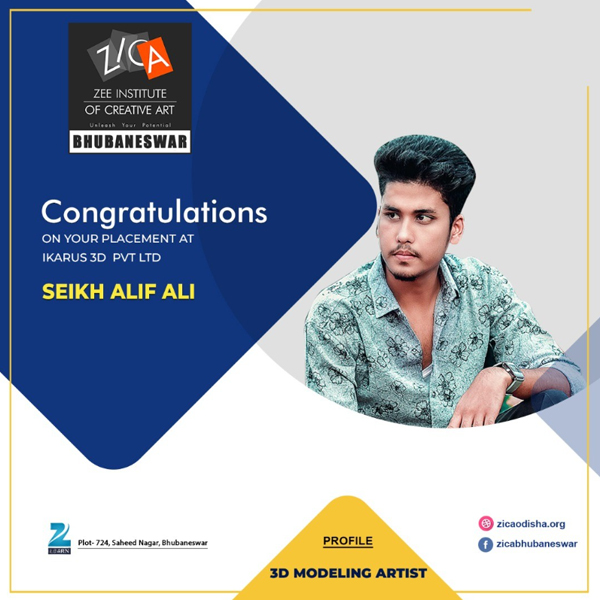 ZICA
ZEE INSTITUTE
OF CREATIVE ART
Unleash Your Potential
BHUBANESWAR
Congratulations
ON YOUR PLACEMENT AT
IKARUS 3D PVT LTD
SEIKH ALIF ALI
Z
LEARN
Plot- 724, Saheed Nagar, Bhubaneswar
PROFILE
3D MODELING ARTIST
zicaodisha.org
f zicabhubaneswar